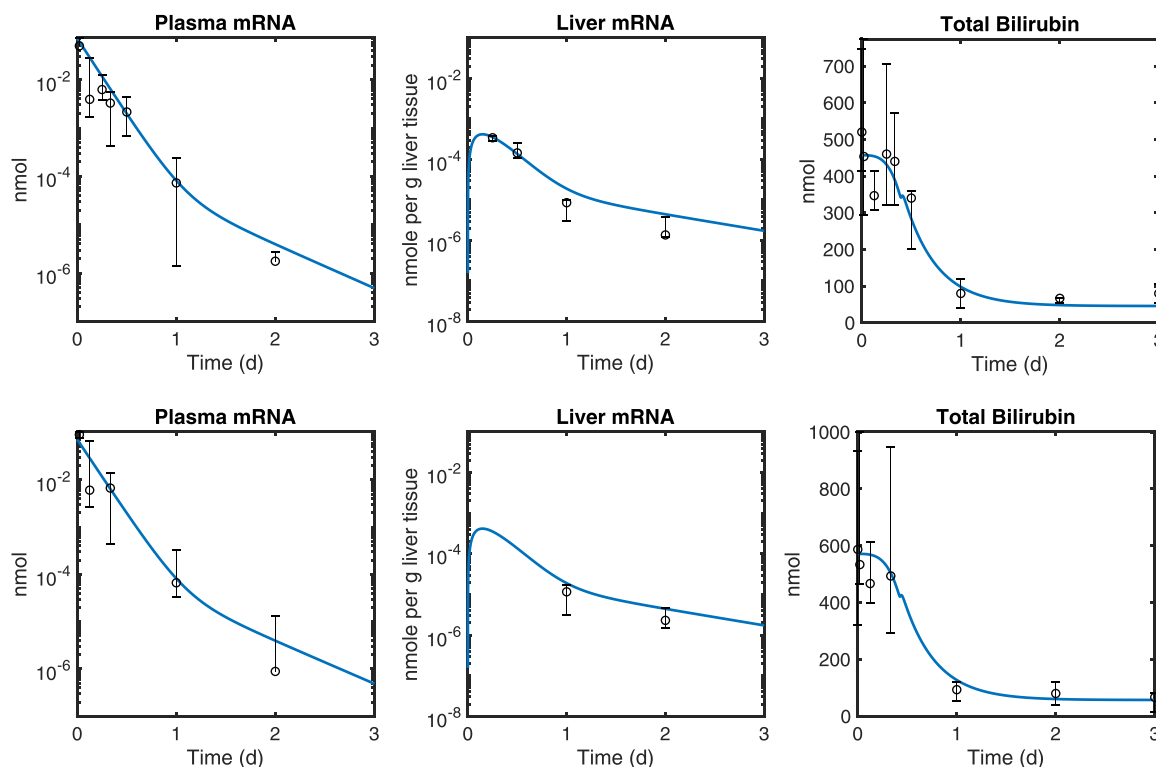 Plasma mRNA
nmol
10^-2
10^-4
10^-6
0 1 2 3
Time (d)
Liver mRNA
nmole per g liver tissue
10^-2
10^-4
10^-6
10^-8
0 1 2 3
Time (d)
Total Bilirubin
nmol
700
600
500
400
300
200
100
0
0 1 2 3
Time (d)
Plasma mRNA
nmol
10^-2
10^-4
10^-6
0 1 2 3
Time (d)
Liver mRNA
nmole per g liver tissue
10^-2
10^-4
10^-6
10^-8
0 1 2 3
Time (d)
Total Bilirubin
nmol
1000
800
600
400
200
0
0 1 2 3
Time (d)